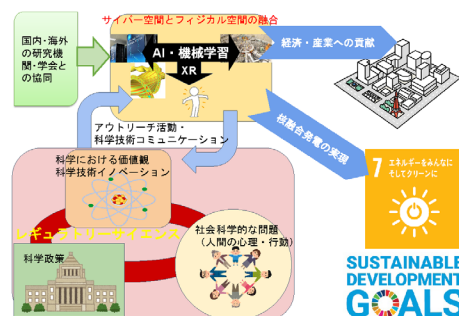 サイバー空間とフィジカル空間の融合
国内･海外
の研究機
関･学会と
の協同
AI・機械学習
XR
経済・産業への貢献
核融合発電の実現
アウトリーチ活動・
科学技術コミュニケーション
科学における価値観
科学技術イノベーション
レギュラトリーサイエンス
科学政策
社会科学的な問題
（人間の心理・行動）
7 エネルギーをみんなに
そしてクリーンに
SUSTAINABLE
DEVELOPMENT
GOALS